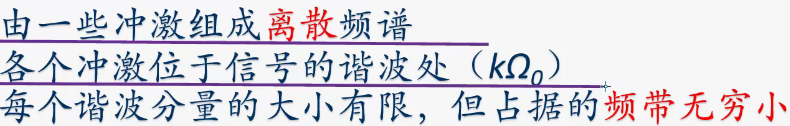 由一些冲激组成离散频谱
各个冲激位于信号的谐波处（kΩ₀）
每个谐波分量的大小有限，但占据的频带无穷小